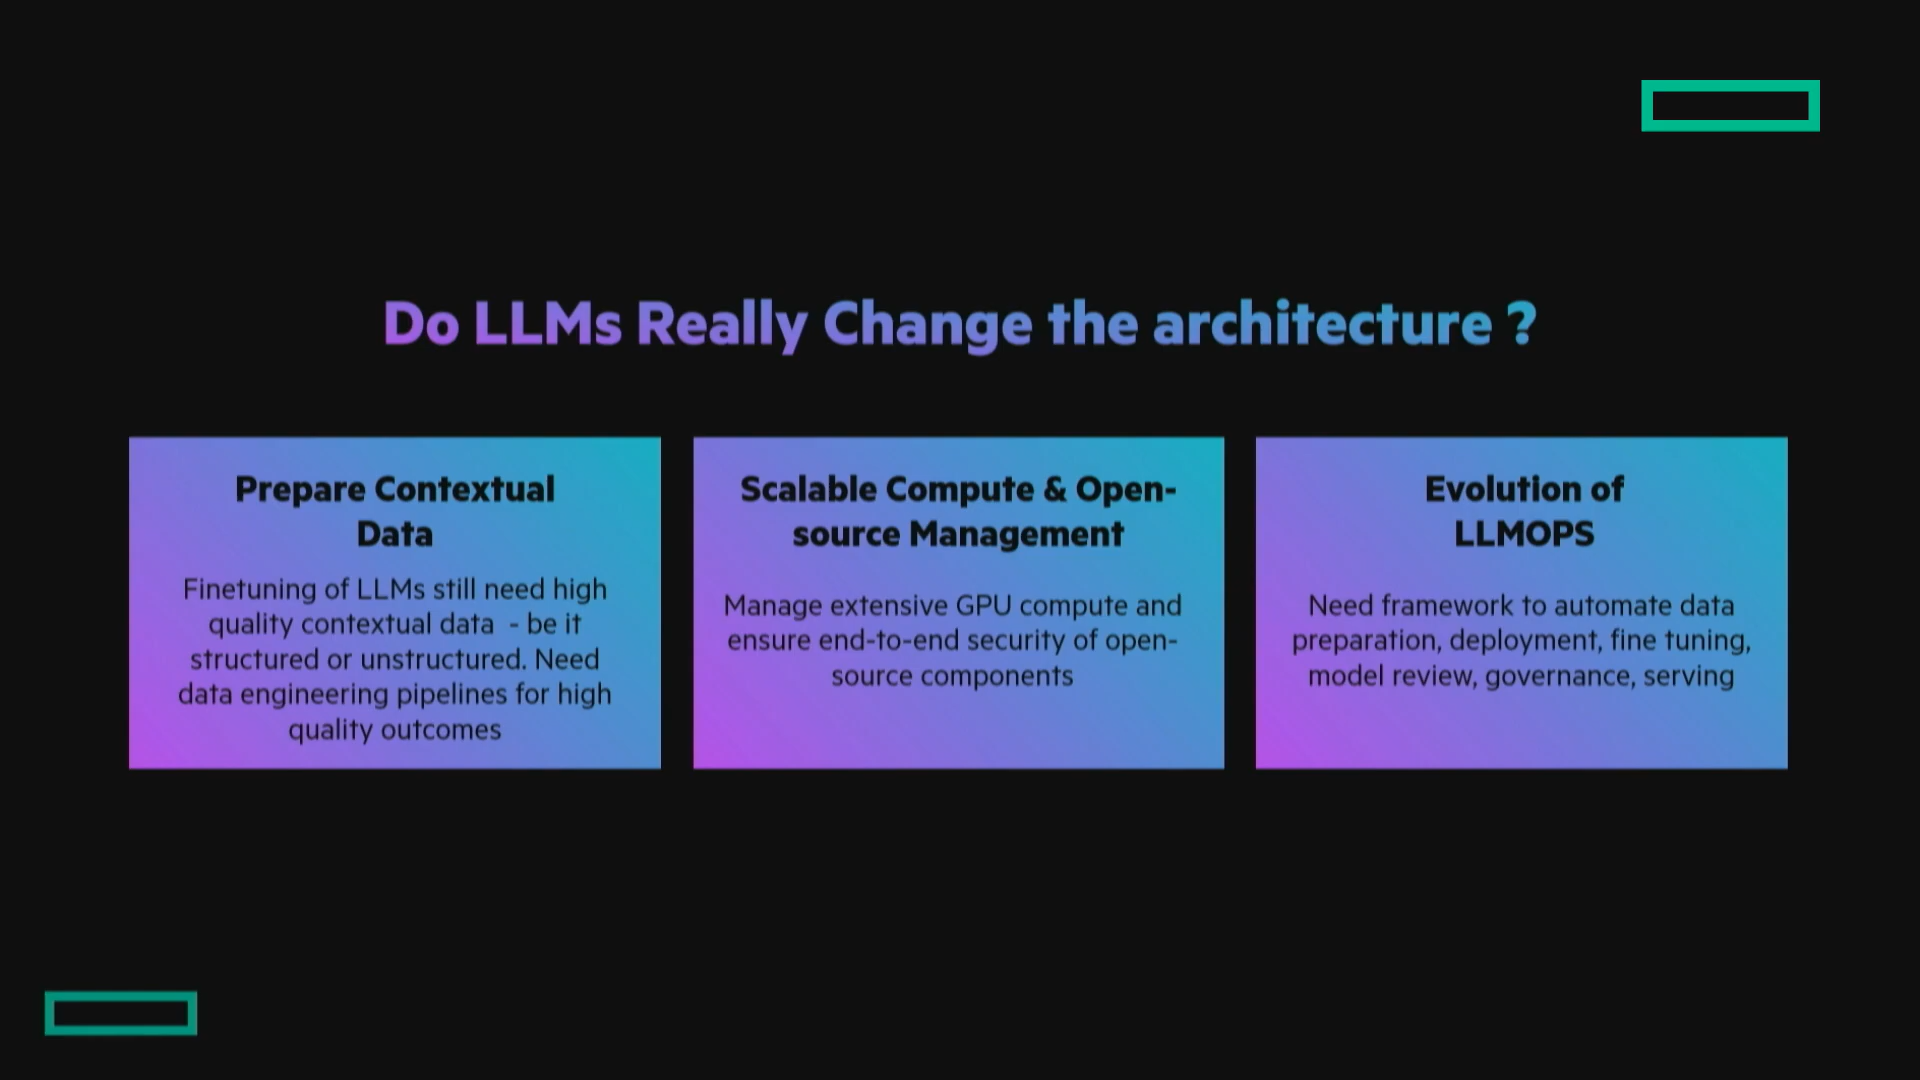 Do LLMs Really Change the architecture ?
Prepare Contextual
Data
Finetuning of LLMs still need high
quality contextual data  - be it
structured or unstructured. Need
data engineering pipelines for high
quality outcomes
Scalable Compute & Open-
source Management
Manage extensive GPU compute and
ensure end-to-end security of open-
source components
Evolution of
LLMOPS
Need framework to automate data
preparation, deployment, fine tuning,
model review, governance, serving